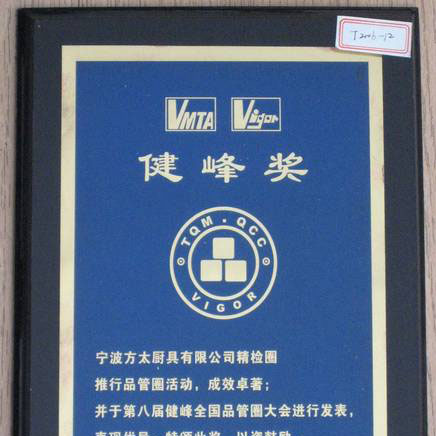 T2006-12
VMTA Vigor
健峰奖
TQM · QCC
VIGOR
宁波方太厨具有限公司精检圈
推行品管圈活动，成效卓著；
并于第八届健峰全国品管圈大会进行发表，